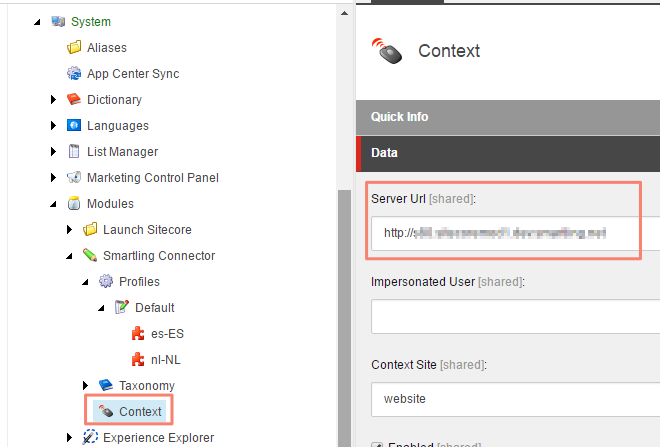 System
Aliases
App Center Sync
Dictionary
Languages
List Manager
Marketing Control Panel
Modules
Launch Sitecore
Smartling Connector
Profiles
Default
es-ES
nl-NL
Taxonomy
Context
Experience Explorer
Context
Quick Info
Data
Server Url [shared]:
http://
Impersonated User [shared]:
Context Site [shared]:
website
Enabled [shared]: